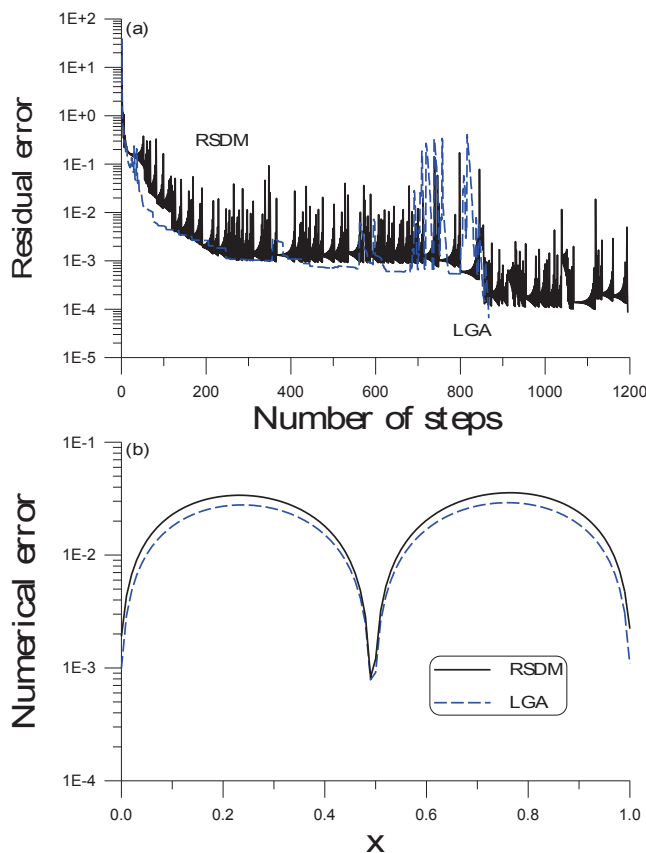 (a)
1E+2
1E+1
1E+0
1E-1
1E-2
1E-3
1E-4
1E-5
Residual error
RSDM
LGA
0 200 400 600 800 1000 1200
Number of steps
(b)
1E-1
1E-2
1E-3
1E-4
Numerical error
RSDM
LGA
0.0 0.2 0.4 0.6 0.8 1.0
x